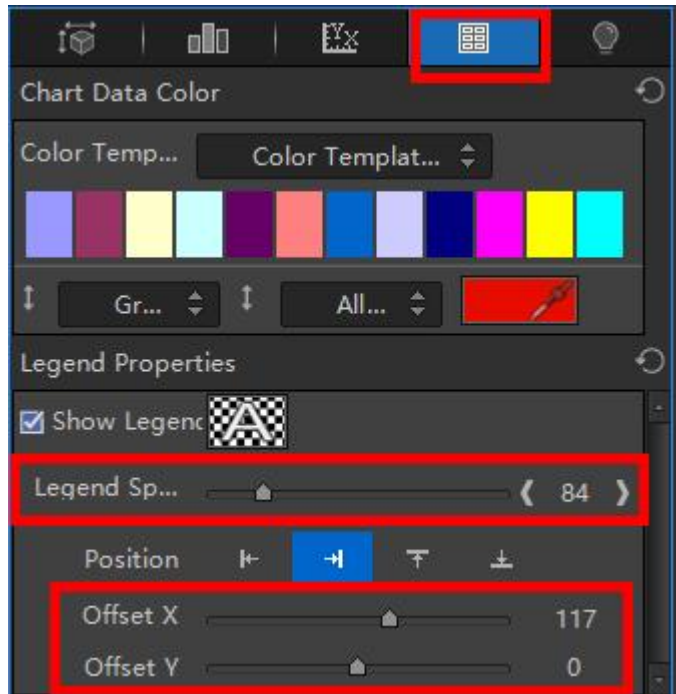 Chart Data Color
Color Temp... Color Templat...
Gr... All...
Legend Properties
Show Legend A
Legend Sp... 84
Position
Offset X 117
Offset Y 0